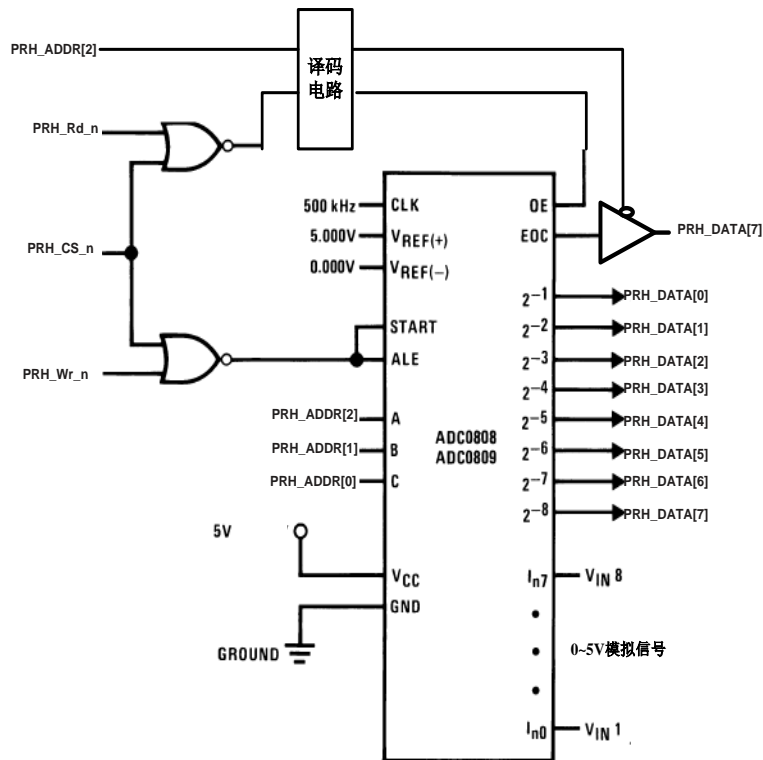 PRH_ADDR[2]
译码
电路
PRH_Rd_n
PRH_CS_n
PRH_Wr_n
500 kHz
CLK
OE
5.000V
VREF(+)
EOC
PRH_DATA[7]
0.000V
VREF(−)
2−1
PRH_DATA[0]
START
2−2
PRH_DATA[1]
ALE
2−3
PRH_DATA[2]
2−4
PRH_DATA[3]
PRH_ADDR[2]
A
2−5
PRH_DATA[4]
ADC0808
ADC0809
PRH_ADDR[1]
B
2−6
PRH_DATA[5]
PRH_ADDR[0]
C
2−7
PRH_DATA[6]
2−8
PRH_DATA[7]
5V
VCC
In7
VIN 8
GND
GROUND
0~5V模拟信号
In0
VIN 1